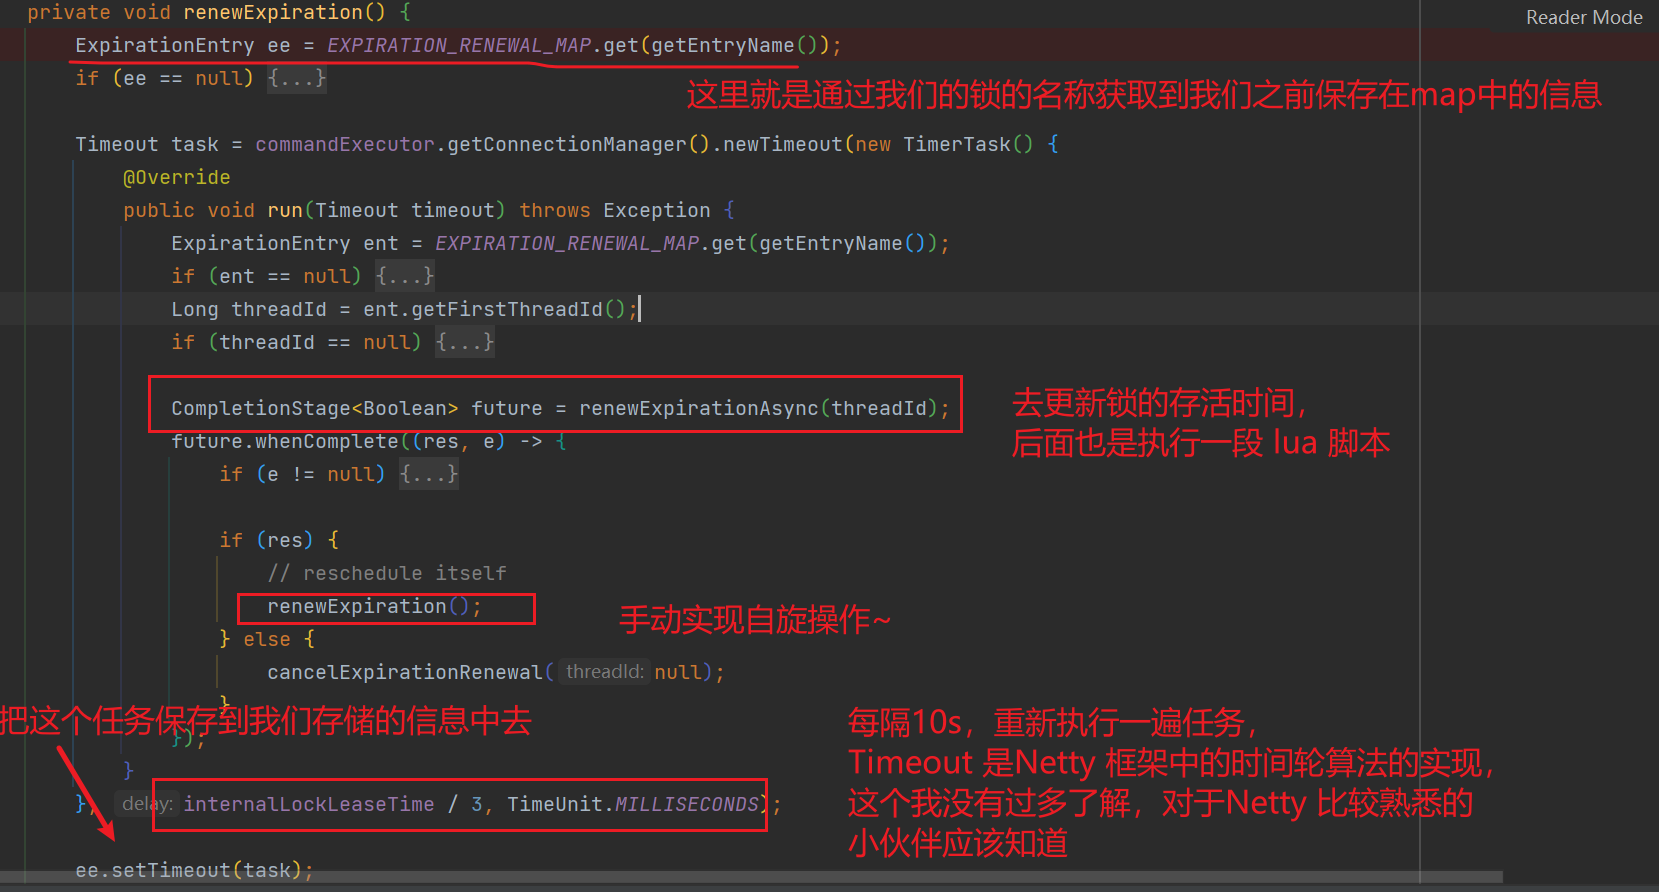 private void renewExpiration() {
Reader Mode
ExpirationEntry ee = EXPIRATION_RENEWAL_MAP.get(getEntryName());
if (ee == null) {...}
这里就是通过我们的锁的名称获取到我们之前保存在map中的信息
Timeout task = commandExecutor.getConnectionManager().newTimeout(new TimerTask() {
@Override
public void run(Timeout timeout) throws Exception {
ExpirationEntry ent = EXPIRATION_RENEWAL_MAP.get(getEntryName());
if (ent == null) {...}
Long threadId = ent.getFirstThreadId();
if (threadId == null) {...}
CompletionStage<Boolean> future = renewExpirationAsync(threadId);
去更新锁的存活时间，
后面也是执行一段 lua 脚本
future.whenComplete((res, e) -> {
if (e != null) {...}
if (res) {
// reschedule itself
renewExpiration();
手动实现自旋操作~
} else {
cancelExpirationRenewal( threadId: null);
}
把这个任务保存到我们存储的信息中去
});
}
每隔10s，重新执行一遍任务，
Timeout 是Netty 框架中的时间轮算法的实现，
这个我没有过多了解，对于Netty 比较熟悉的
小伙伴应该知道
}, delay: internalLockLeaseTime / 3, TimeUnit.MILLISECONDS);
ee.setTimeout(task);